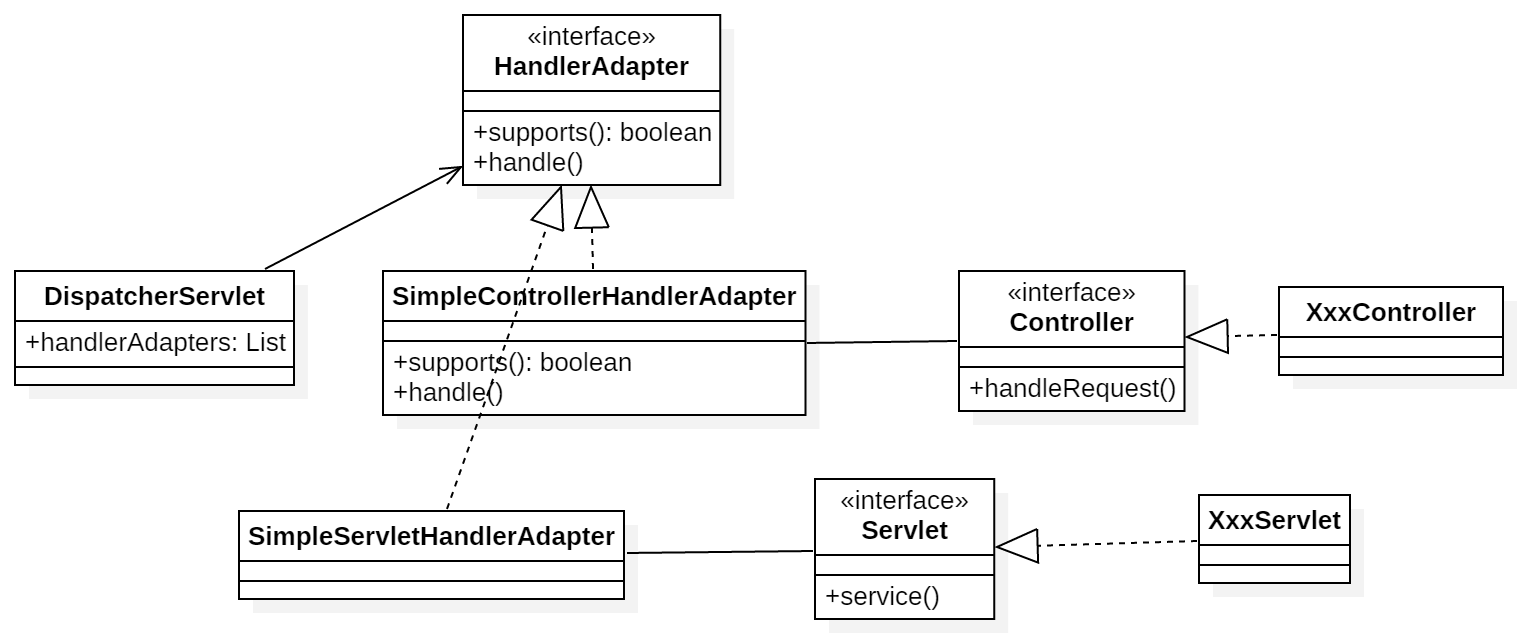 «interface»
HandlerAdapter
+supports(): boolean
+handle()
DispatcherServlet
+handlerAdapters: List
SimpleControllerHandlerAdapter
+supports(): boolean
+handle()
«interface»
Controller
+handleRequest()
XxxController
SimpleServletHandlerAdapter
«interface»
Servlet
+service()
XxxServlet